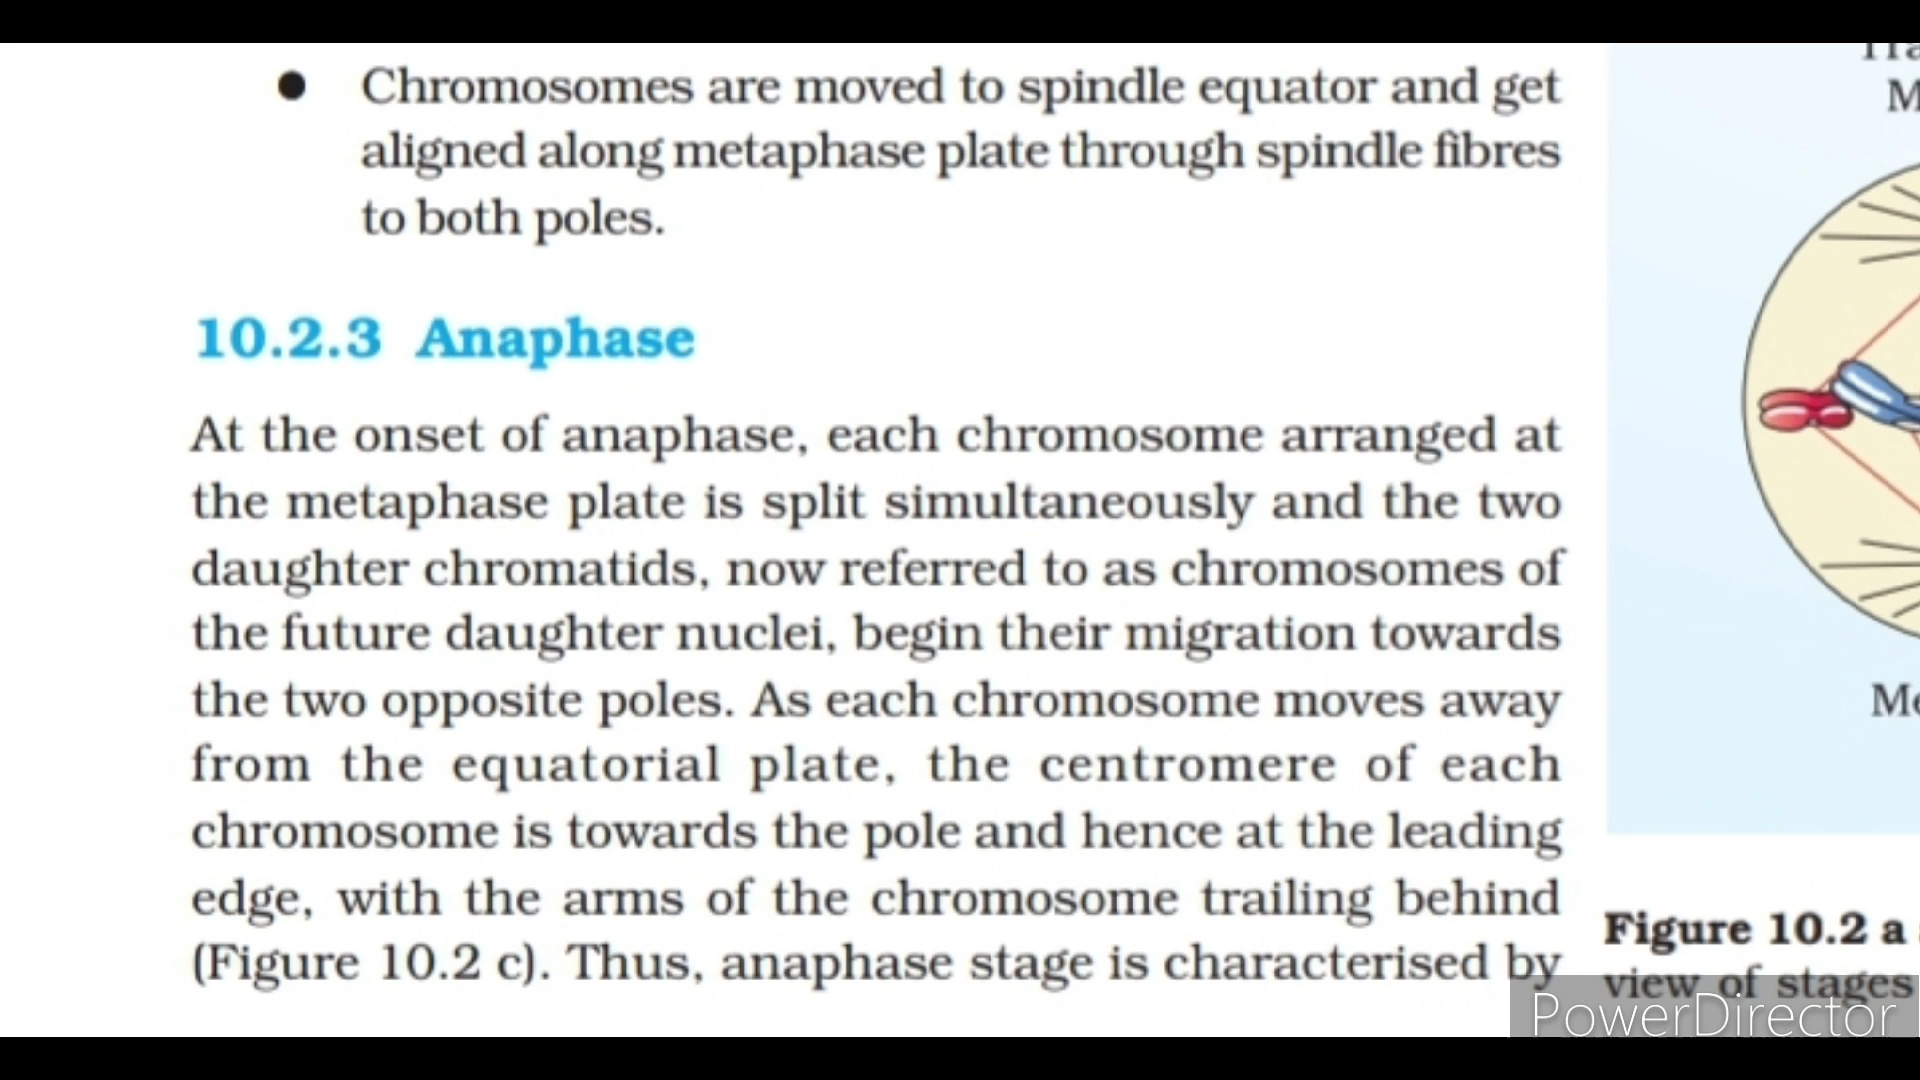 ● Chromosomes are moved to spindle equator and get
aligned along metaphase plate through spindle fibres
to both poles.
10.2.3 Anaphase
At the onset of anaphase, each chromosome arranged at
the metaphase plate is split simultaneously and the two
daughter chromatids, now referred to as chromosomes of
the future daughter nuclei, begin their migration towards
the two opposite poles. As each chromosome moves away
from the equatorial plate, the centromere of each
chromosome is towards the pole and hence at the leading
edge, with the arms of the chromosome trailing behind
(Figure 10.2 c). Thus, anaphase stage is characterised by
Figure 10.2 a
view of stages
PowerDirector